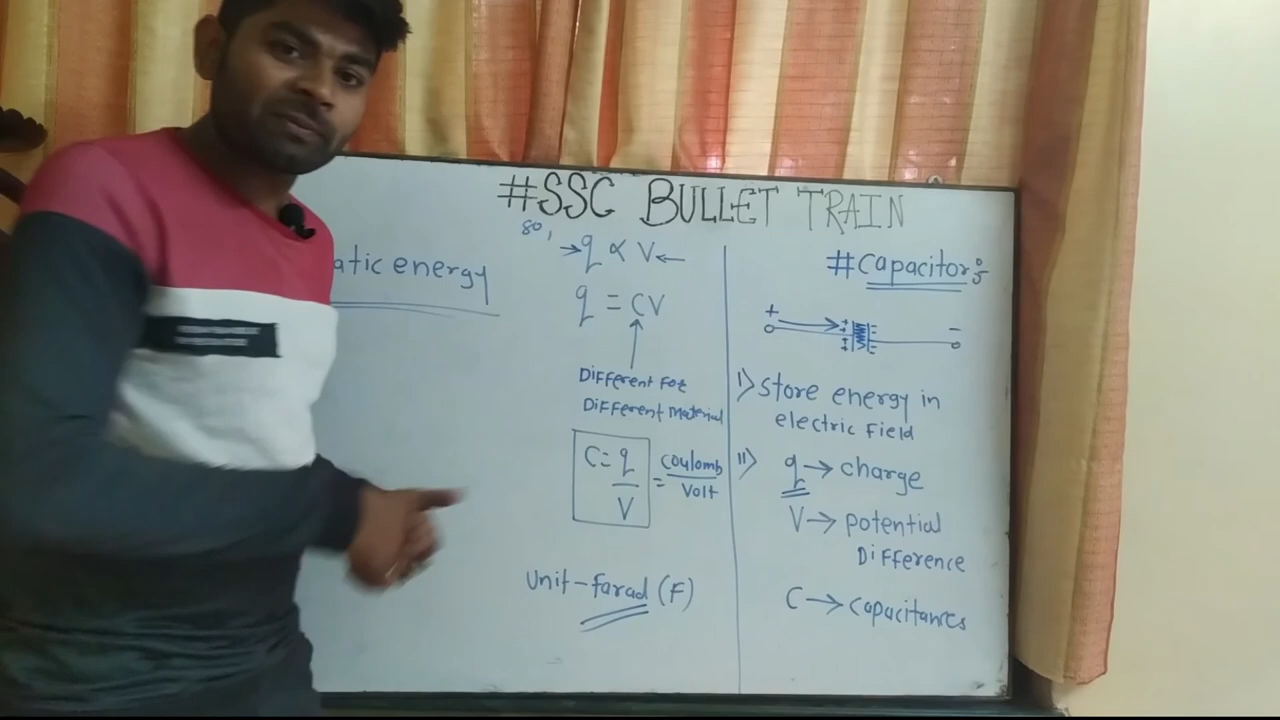 #SSC BULLET TRAIN
atic energy
so,
→q ∝ V←
q = CV
Different For
Different Material
C = q/V = Coulomb/Volt
Unit-farad (F)
#Capacitor:
+ -
I) Store energy in
electric Field
II) q → charge
V → potential
Difference
C → capacitances